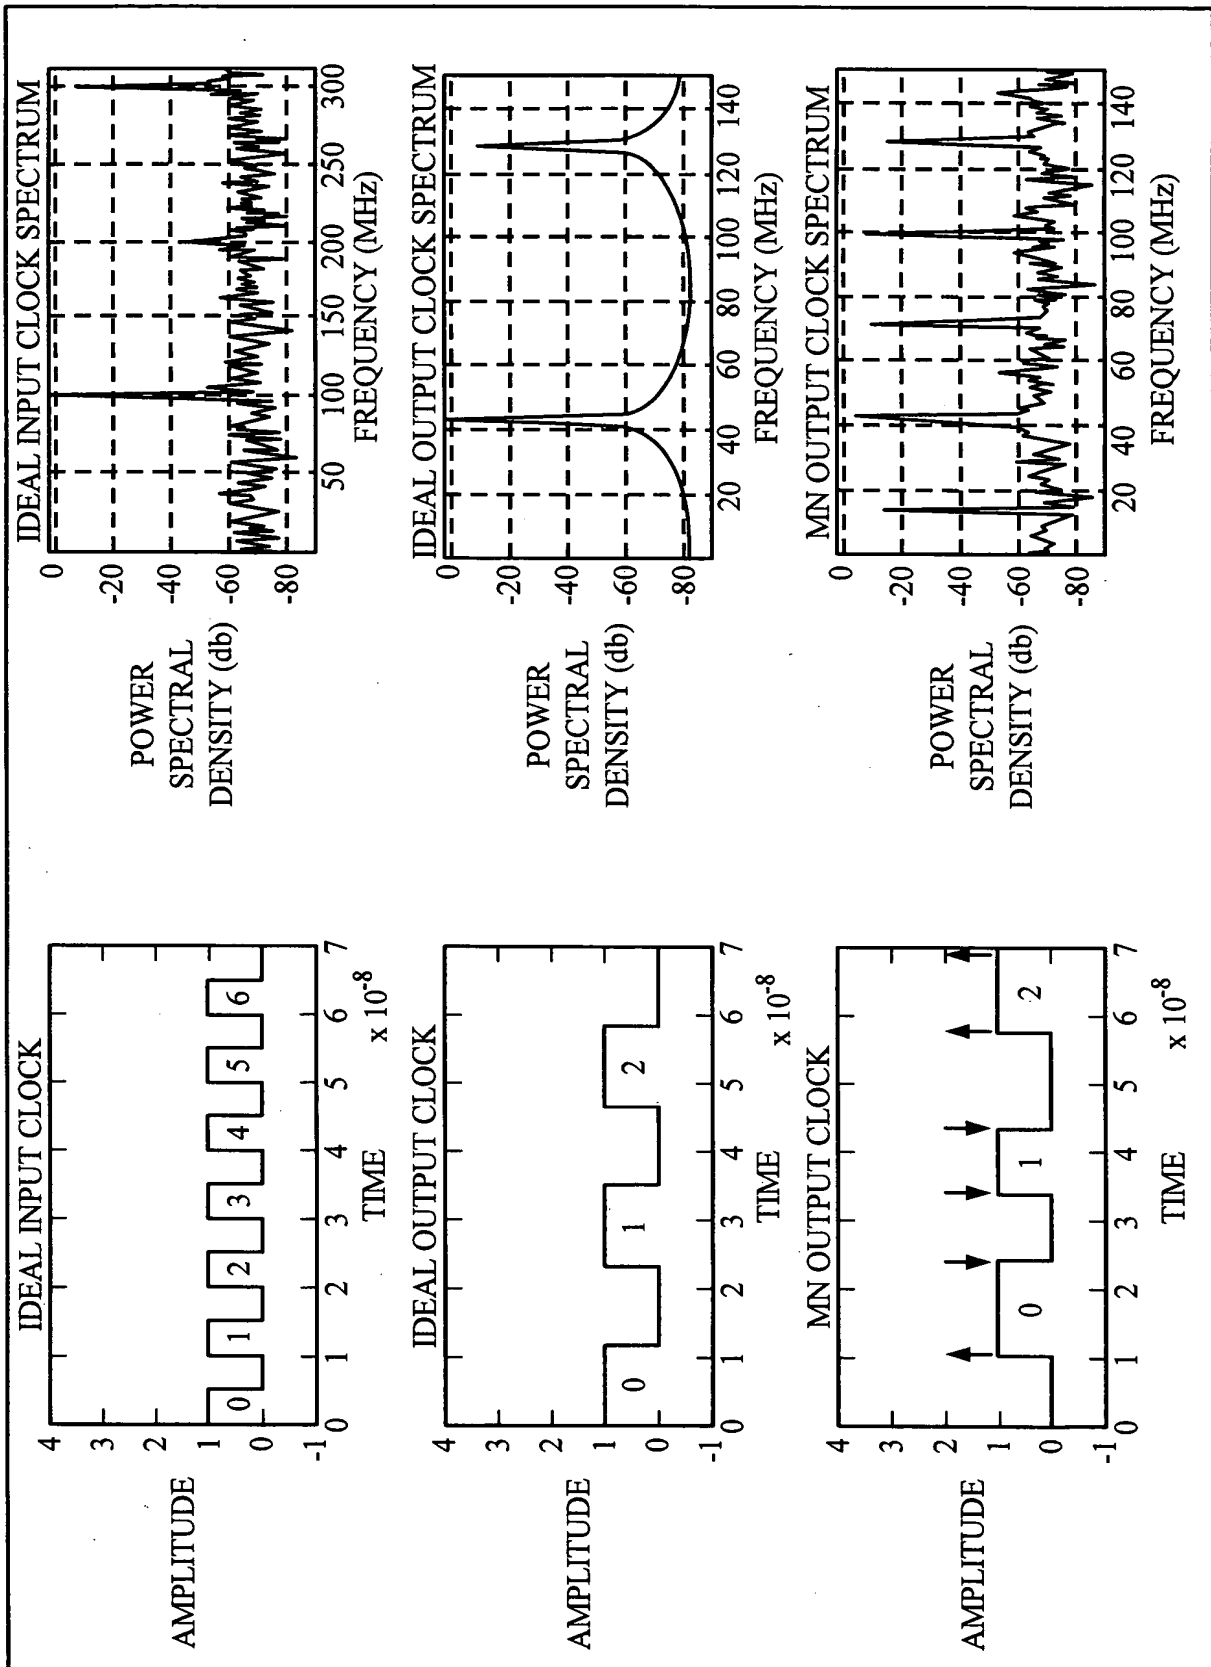 IDEAL INPUT CLOCK
AMPLITUDE
4
3
2
1
0
-1
0 1 2 3 4 5 6
0 1 2 3 4 5 6 7
x 10-8
TIME
IDEAL INPUT CLOCK SPECTRUM
POWER
SPECTRAL
DENSITY (db)
0
-20
-40
-60
-80
50 100 150 200 250 300
FREQUENCY (MHz)
IDEAL OUTPUT CLOCK
AMPLITUDE
4
3
2
1
0
-1
0 1 2
0 1 2 3 4 5 6 7
x 10-8
TIME
IDEAL OUTPUT CLOCK SPECTRUM
POWER
SPECTRAL
DENSITY (db)
0
-20
-40
-60
-80
20 40 60 80 100 120 140
FREQUENCY (MHz)
MN OUTPUT CLOCK
AMPLITUDE
4
3
2
1
0
-1
0 1 2
0 1 2 3 4 5 6 7
x 10-8
TIME
MN OUTPUT CLOCK SPECTRUM
POWER
SPECTRAL
DENSITY (db)
0
-20
-40
-60
-80
20 40 60 80 100 120 140
FREQUENCY (MHz)